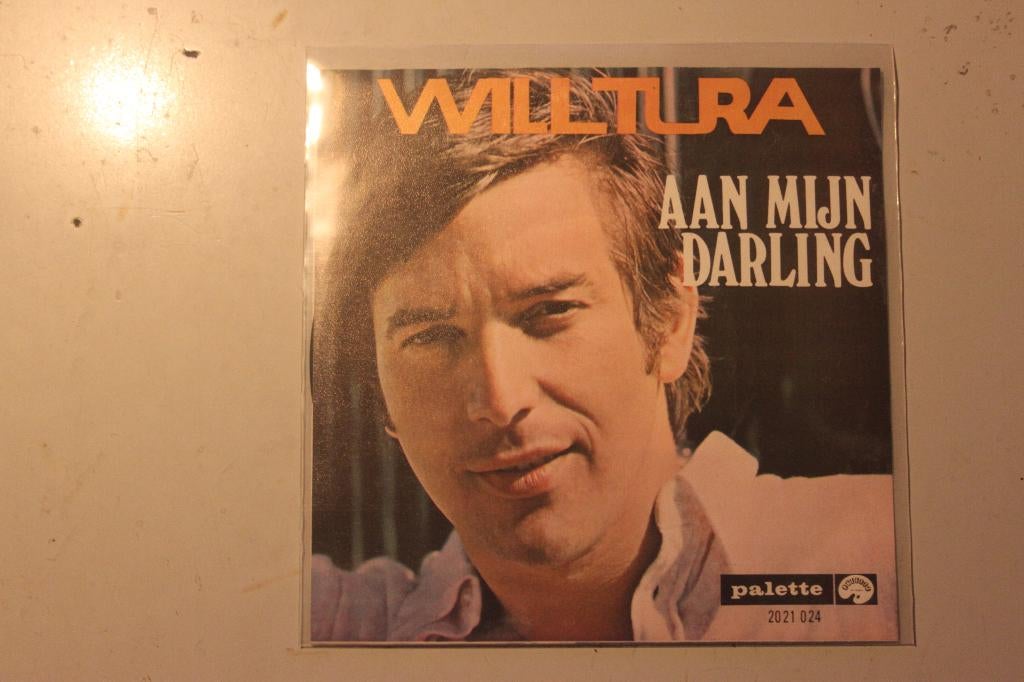 WILLTURA
AAN MIJN
DARLING
palette
2021 024